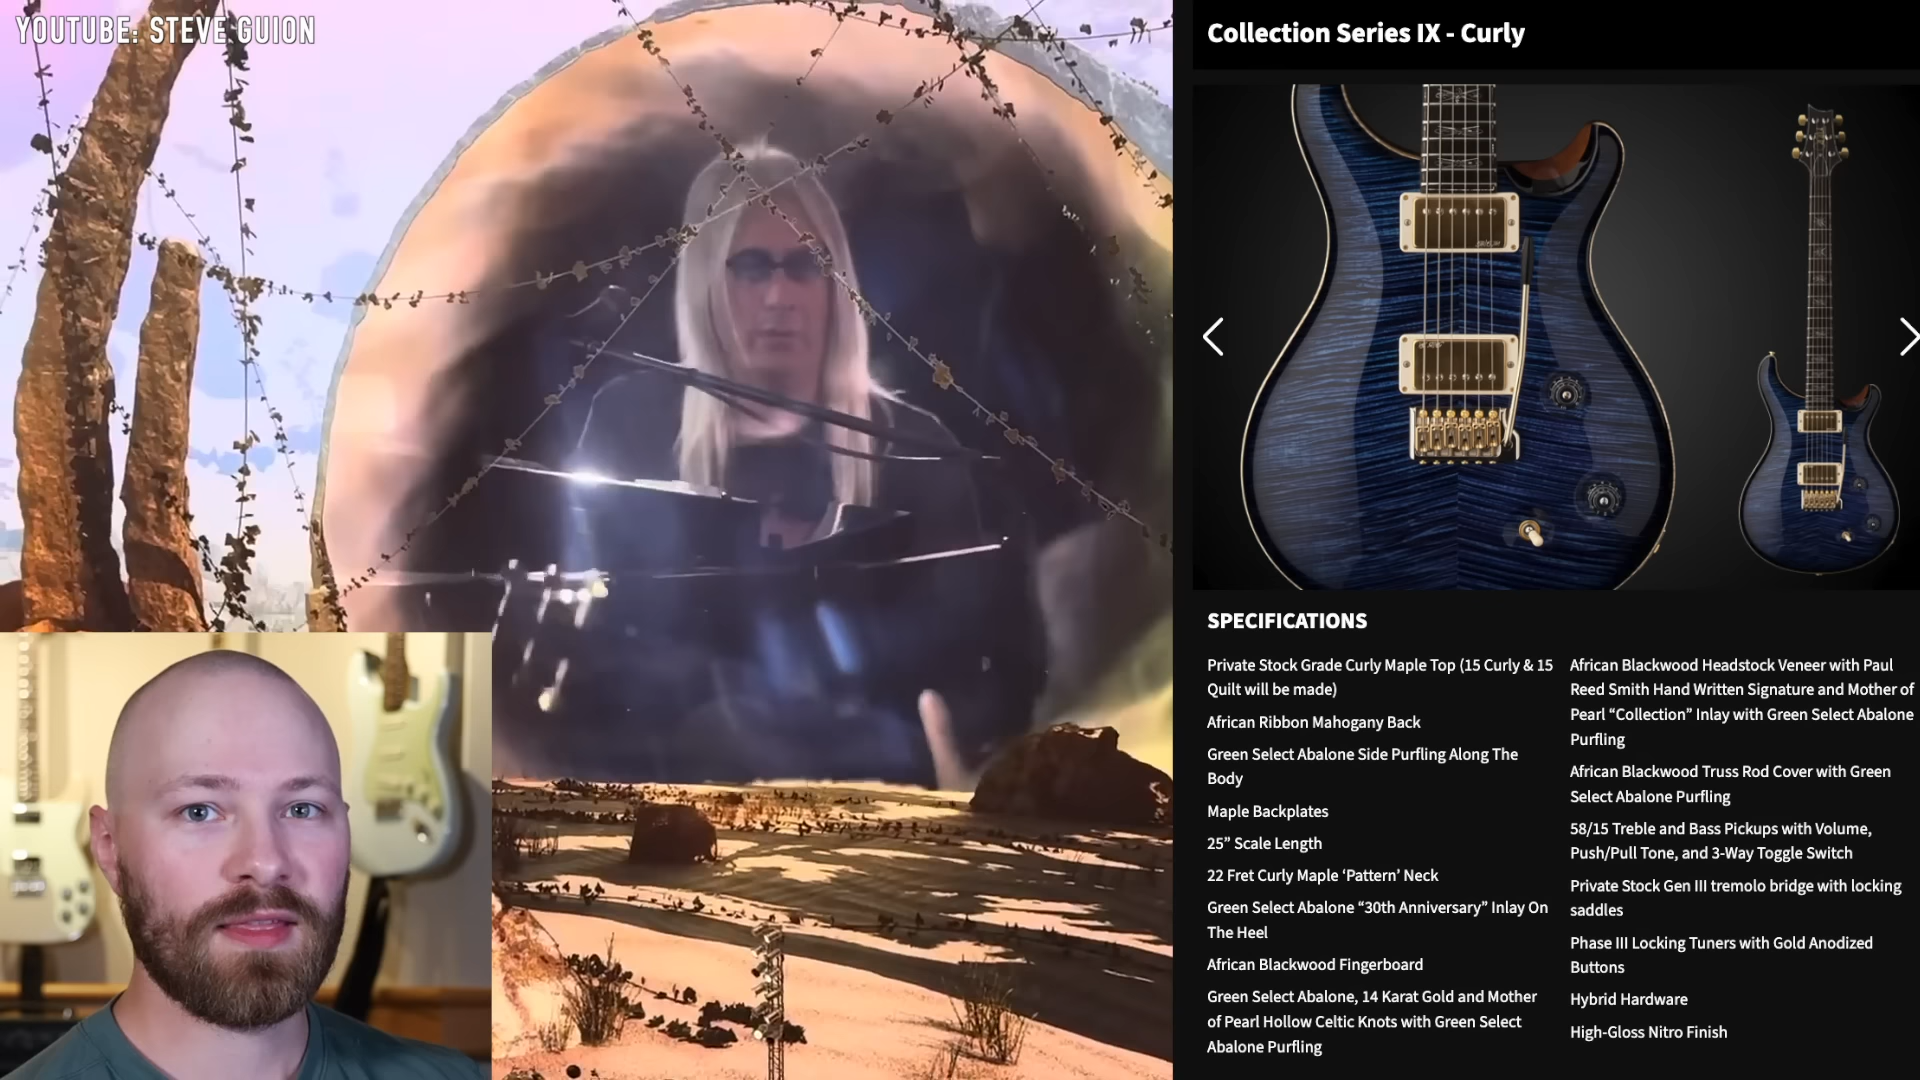 YOUTUBE: STEVE GUION
Collection Series IX - Curly
SPECIFICATIONS
Private Stock Grade Curly Maple Top (15 Curly & 15
Quilt will be made)
African Ribbon Mahogany Back
Green Select Abalone Side Purfling Along The
Body
Maple Backplates
25” Scale Length
22 Fret Curly Maple ‘Pattern’ Neck
Green Select Abalone “30th Anniversary” Inlay On
The Heel
African Blackwood Fingerboard
Green Select Abalone, 14 Karat Gold and Mother
of Pearl Hollow Celtic Knots with Green Select
Abalone Purfling
African Blackwood Headstock Veneer with Paul
Reed Smith Hand Written Signature and Mother of
Pearl “Collection” Inlay with Green Select Abalone
Purfling
African Blackwood Truss Rod Cover with Green
Select Abalone Purfling
58/15 Treble and Bass Pickups with Volume,
Push/Pull Tone, and 3-Way Toggle Switch
Private Stock Gen III tremolo bridge with locking
saddles
Phase III Locking Tuners with Gold Anodized
Buttons
Hybrid Hardware
High-Gloss Nitro Finish